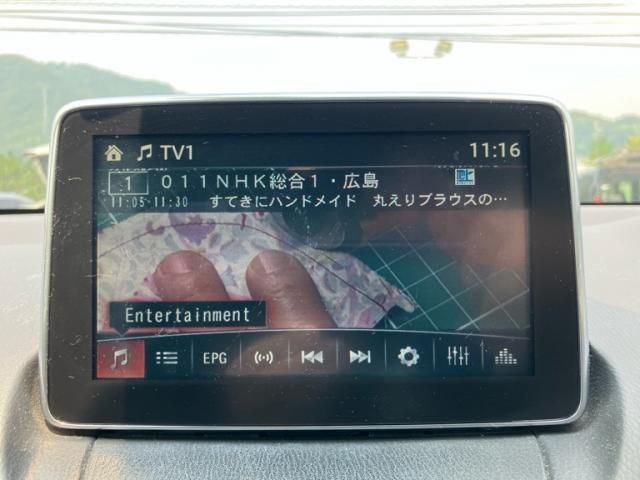 TV1
11:16
1 011NHK総合1・広島
11:05-11:30 すてきにハンドメイド 丸えりブラウスの…
Entertainment
EPG